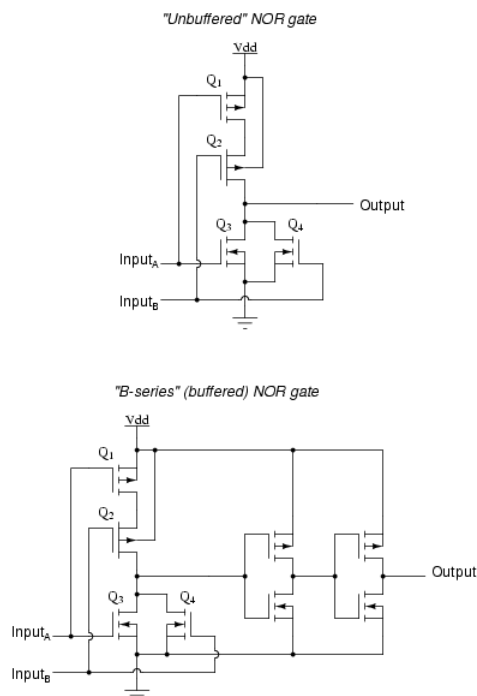 "Unbuffered" NOR gate
Vdd
Q1
Q2
Output
Q3 Q4
InputA
InputB
"B-series" (buffered) NOR gate
Vdd
Q1
Q2
Output
Q3 Q4
InputA
InputB